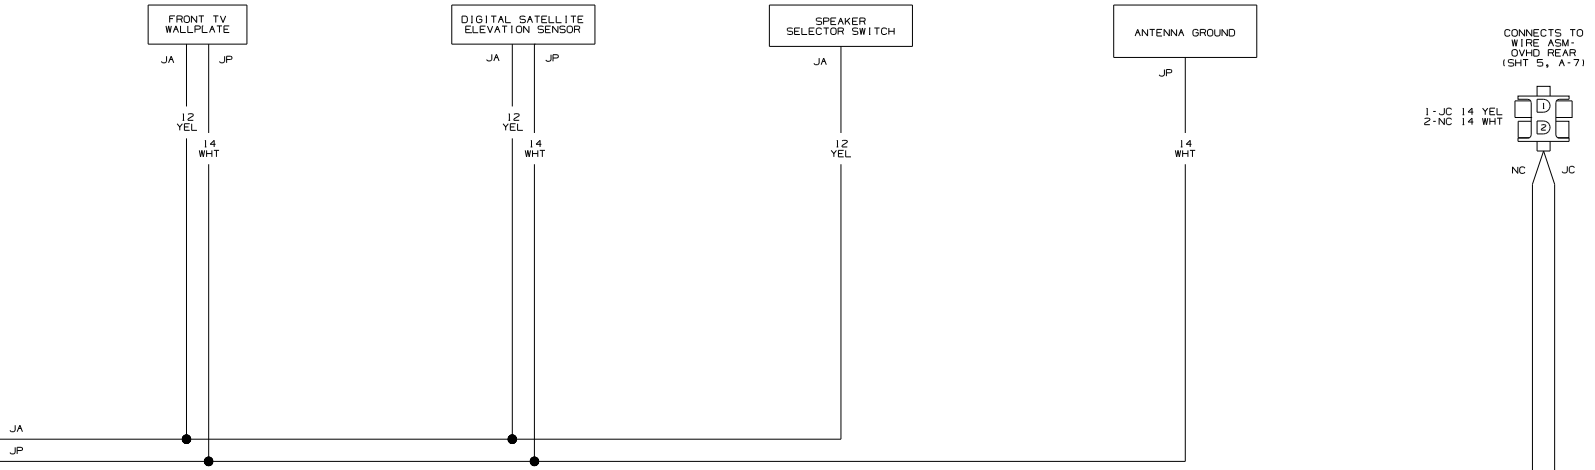 FRONT TV
WALLPLATE
DIGITAL SATELLITE
ELEVATION SENSOR
SPEAKER
SELECTOR SWITCH
ANTENNA GROUND
CONNECTS TO
WIRE ASM-
OVHD REAR
(SHT 5, A-7)
JA
JP
JA
JP
JA
JP
1-JC 14 YEL
2-NC 14 WHT
1
2
12
YEL
14
WHT
12
YEL
14
WHT
12
YEL
14
WHT
NC
JC
JA
JP